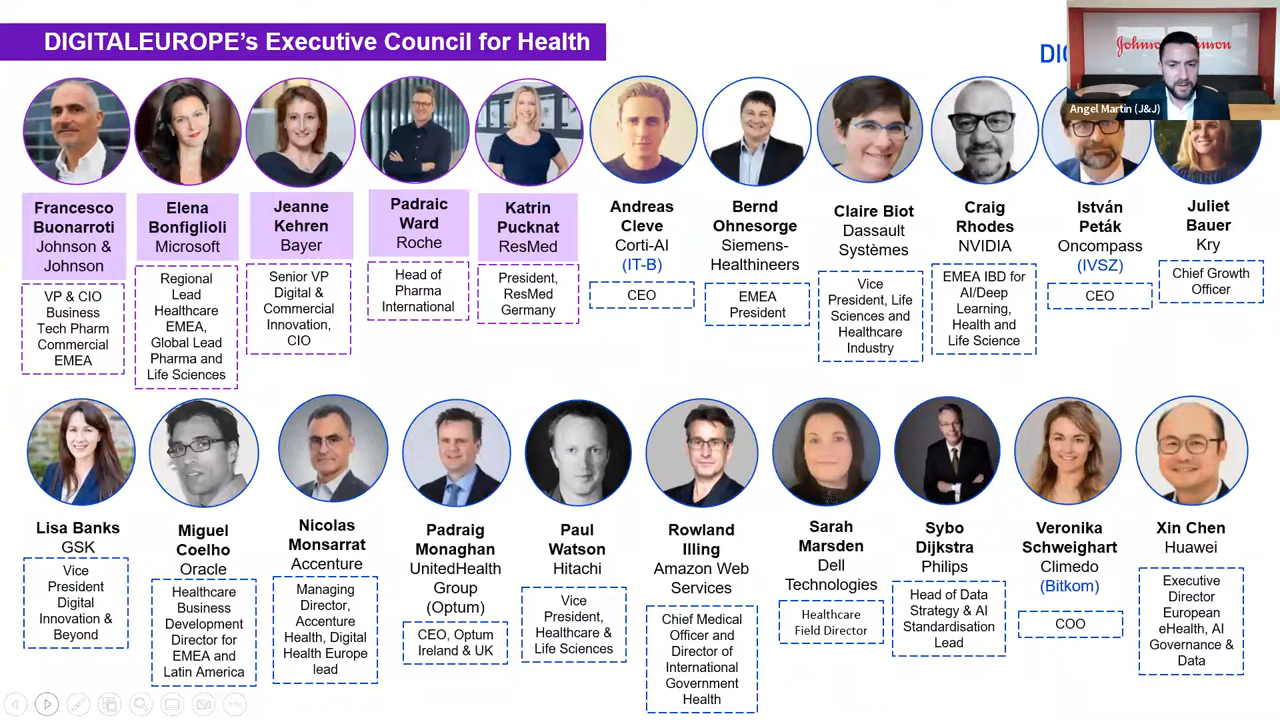 DIGITALEUROPE's Executive Council for Health
DI
Johnson Johnson
Angel Martin (J&J)
Francesco
Buonarroti
Johnson &
Johnson
VP & CIO
Business
Tech Pharm
Commercial
EMEA
Elena
Bonfiglioli
Microsoft
Regional
Lead
Healthcare
EMEA,
Global Lead
Pharma and
Life Sciences
Jeanne
Kehren
Bayer
Senior VP
Digital &
Commercial
Innovation,
CIO
Padraic
Ward
Roche
Head of
Pharma
International
Katrin
Pucknat
ResMed
President,
ResMed
Germany
Andreas
Cleve
Corti-AI
(IT-B)
CEO
Bernd
Ohnesorge
Siemens-
Healthineers
EMEA
President
Claire Biot
Dassault
Systèmes
Vice
President, Life
Sciences and
Healthcare
Industry
Craig
Rhodes
NVIDIA
EMEA IBD for
AI/Deep
Learning,
Health and
Life Science
István
Peták
Oncompass
(IVSZ)
CEO
Juliet
Bauer
Kry
Chief Growth
Officer
Lisa Banks
GSK
Vice
President
Digital
Innovation &
Beyond
Miguel
Coelho
Oracle
Healthcare
Business
Development
Director for
EMEA and
Latin America
Nicolas
Monsarrat
Accenture
Managing
Director,
Accenture
Health, Digital
Health Europe
lead
Padraig
Monaghan
UnitedHealth
Group
(Optum)
CEO, Optum
Ireland & UK
Paul
Watson
Hitachi
Vice
President,
Healthcare &
Life Sciences
Rowland
Illing
Amazon Web
Services
Chief Medical
Officer and
Director of
International
Government
Health
Sarah
Marsden
Dell
Technologies
Healthcare
Field Director
Sybo
Dijkstra
Philips
Head of Data
Strategy & AI
Standardisation
Lead
Veronika
Schweighart
Climedo
(Bitkom)
COO
Xin Chen
Huawei
Executive
Director
European
eHealth, AI
Governance &
Data